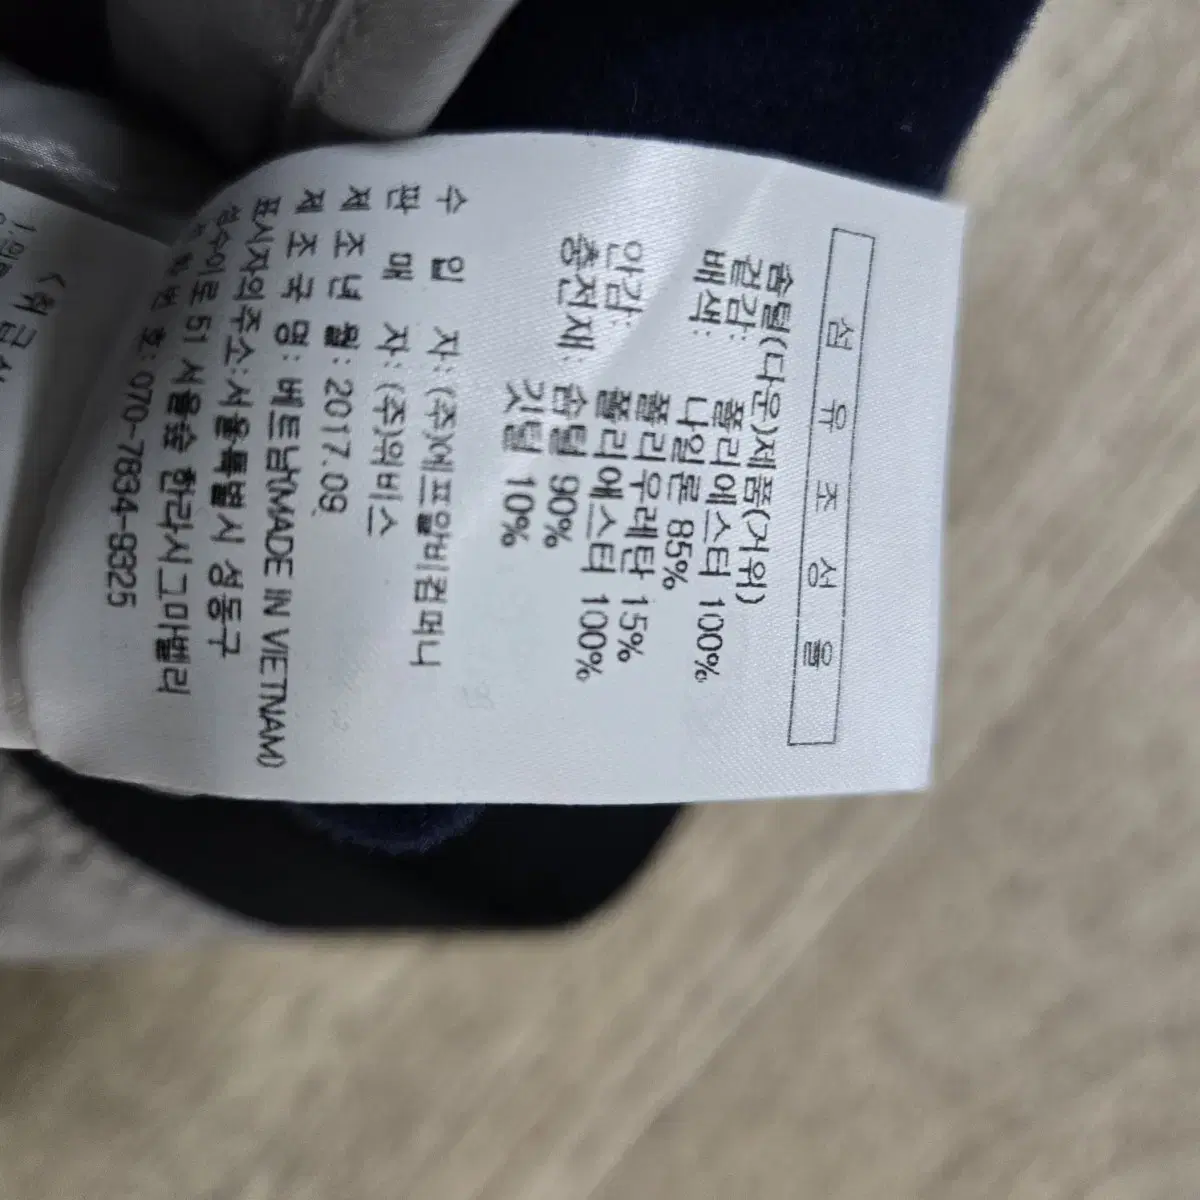 섬 유 조 성 율
솜털(다운)제품(거위)
겉감: 폴리에스터 100%
배색: 나일론 85%
폴리우레탄 15%
안감: 폴리에스터 100%
충전재: 솜털 90%
깃털 10%
수 입 자: (주)에프알비컴퍼니
판 매 자: (주)위비스
제조년월: 2017.09
제조국명: 베트남(MADE IN VIETNAM)
표시자의주소:서울특별시 성동구
성수이로 51 서울숲 한라시그마밸리
전화번호: 070-7834-9325